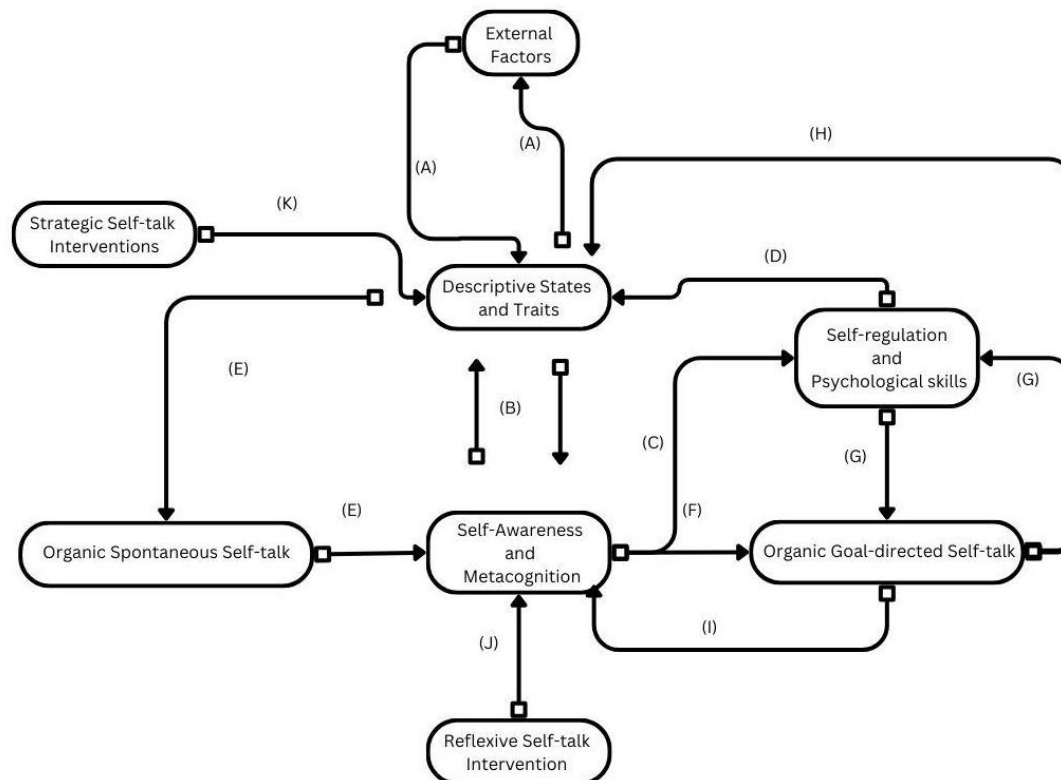 External
Factors
(A)
(A)
(H)
(K)
Strategic Self-talk
Interventions
(D)
Descriptive States
and Traits
Self-regulation
and
Psychological skills
(E)
(B)
(G)
(C)
(G)
(E)
(F)
Organic Spontaneous Self-talk
Self-Awareness
and
Metacognition
Organic Goal-directed Self-talk
(I)
(J)
Reflexive Self-talk
Intervention